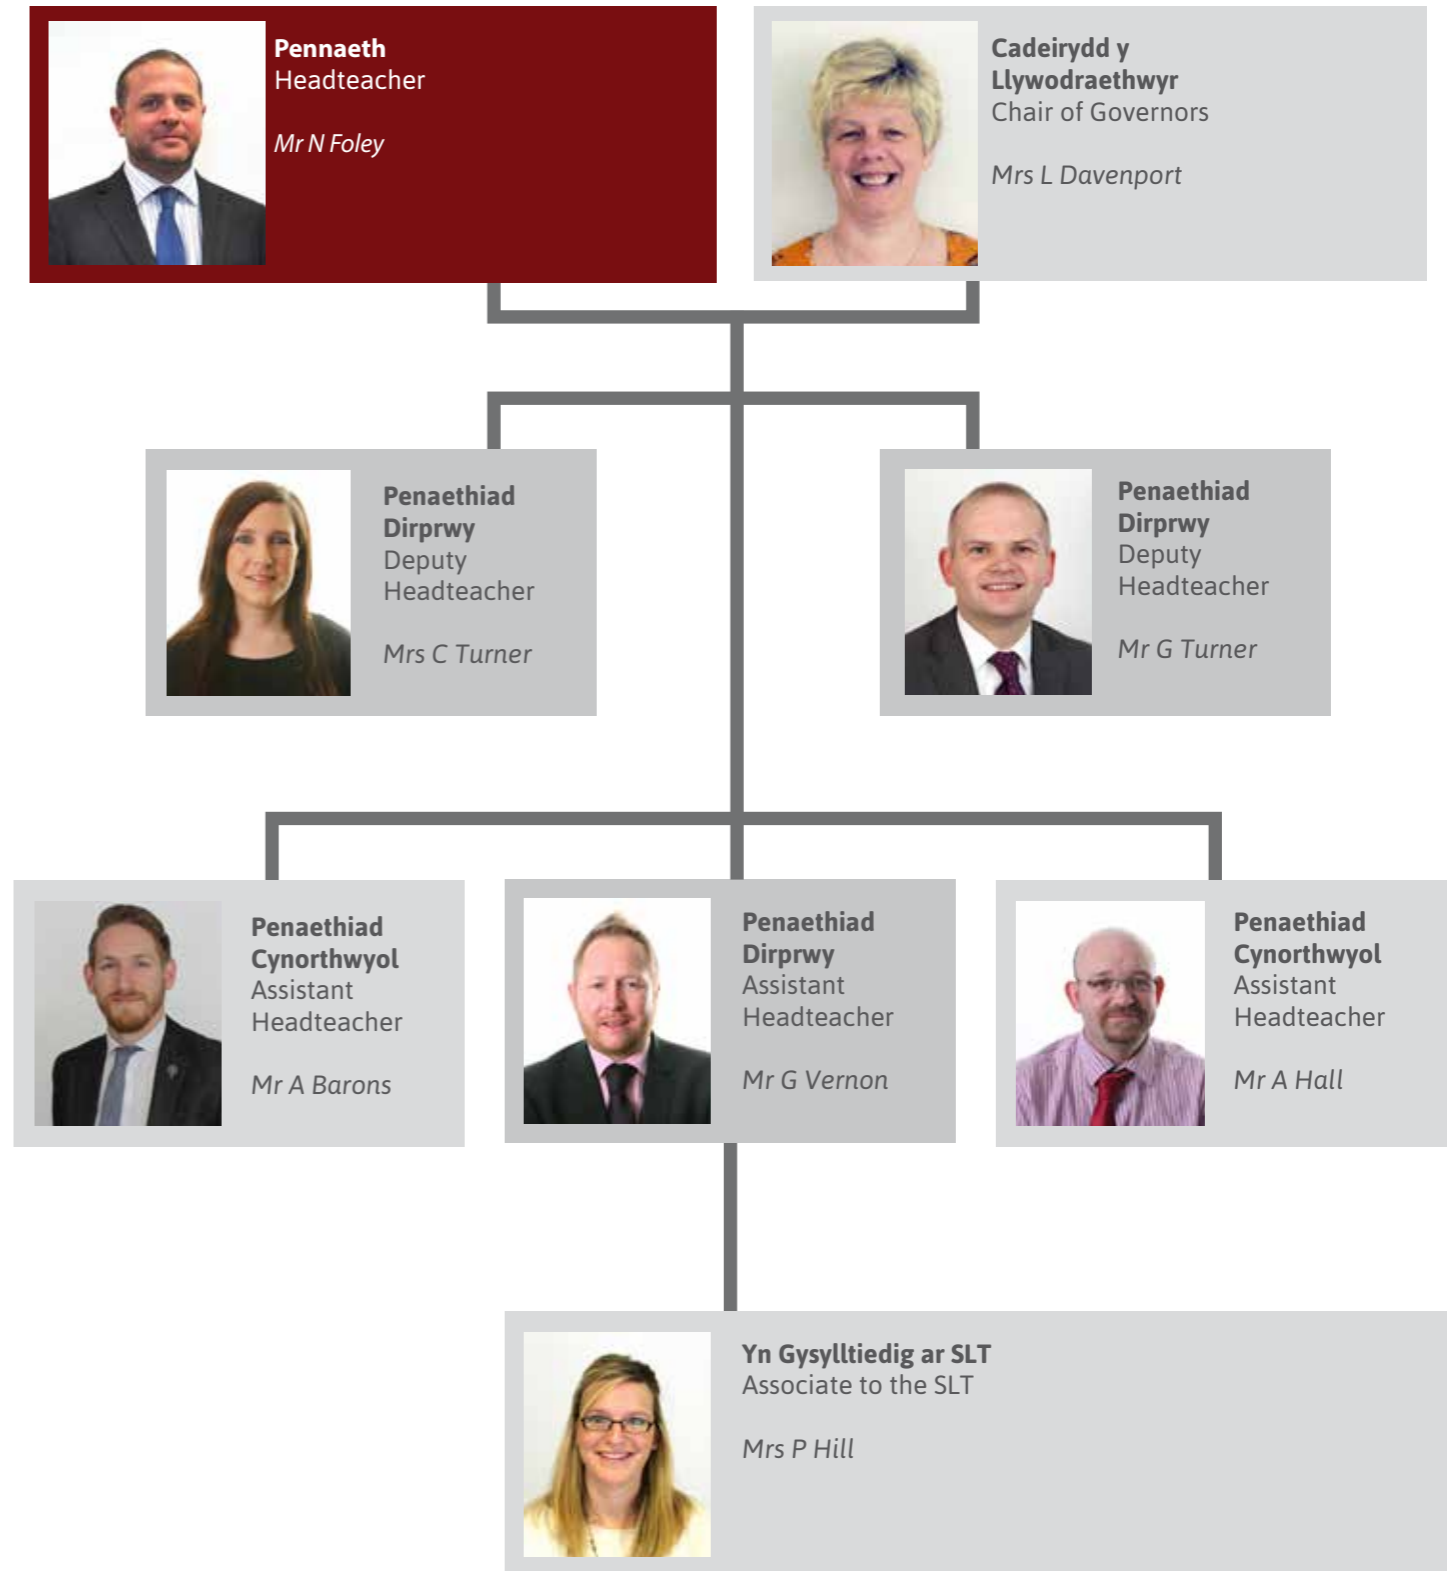 Pennaeth
Headteacher
Mr N Foley
Cadeirydd y
Llywodraethwyr
Chair of Governors
Mrs L Davenport
Penaethiad
Dirprwy
Deputy
Headteacher
Mrs C Turner
Penaethiad
Dirprwy
Deputy
Headteacher
Mr G Turner
Penaethiad
Cynorthwyol
Assistant
Headteacher
Mr A Barons
Penaethiad
Dirprwy
Assistant
Headteacher
Mr G Vernon
Penaethiad
Cynorthwyol
Assistant
Headteacher
Mr A Hall
Yn Gysylltiedig ar SLT
Associate to the SLT
Mrs P Hill